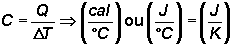 C = Q/ΔT ⇒ (cal/°C) ou (J/°C) = (J/K)